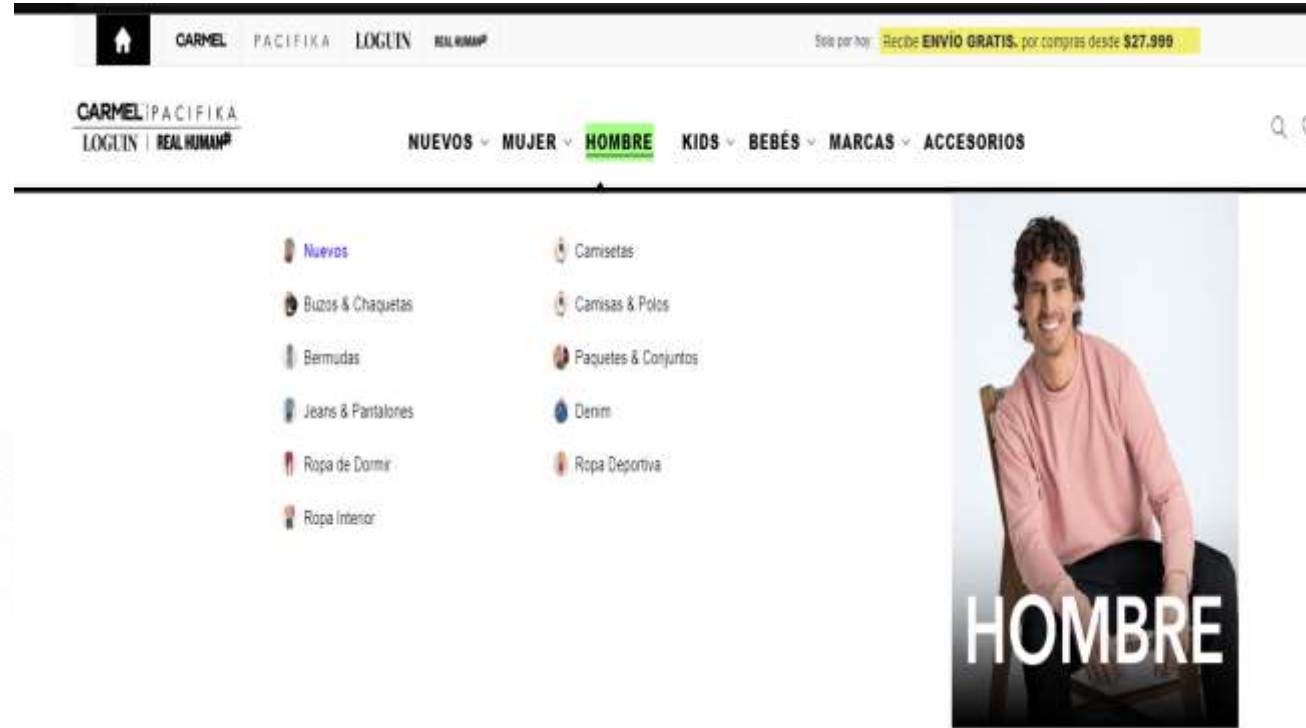 CARMEL PACIFIKA LOGUIN REAL HUMAN
Solo por hoy Recibe ENVÍO GRATIS. por compras desde $27.999
CARMEL PACIFIKA
LOGUIN | REAL HUMAN
NUEVOS MUJER HOMBRE KIDS BEBÉS MARCAS ACCESORIOS
Nuevos
Buzos & Chaquetas
Bermudas
Jeans & Pantalones
Ropa de Dormir
Ropa Interior
Camisetas
Camisas & Polos
Paquetes & Conjuntos
Denim
Ropa Deportiva
HOMBRE